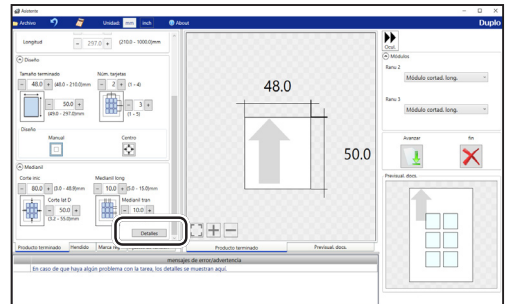 Asistente
Archivo Unidad: mm inch About Duplo
Longitud 297.0 (210.0 - 1000.0)mm
Diseño
Tamaño terminado Núm. tarjetas
48.0 (48.0 - 210.0)mm 2 (1 - 4)
50.0 3
(49.0 - 297.0)mm (1 - 5)
Diseño
Manual Centro
Medianil
Corte inic Medianil long
80.0 (3.0 - 48.0)mm 10.0 (5.0 - 15.0)mm
Corte lat D Medianil tran
50.0 10.0
(3.2 - 55.0)mm
Detalles
Producto terminado Hendido Marca reg
48.0
50.0
Producto terminado Previsual. docs.
mensajes de error/advertencia
En caso de que haya algún problema con la tarea, los detalles se muestran aquí.
Ocul.
Módulos
Ranu 2
Módulo cortad. long.
Ranu 3
Módulo cortad. long.
Avanzar fin
Previsual. docs.